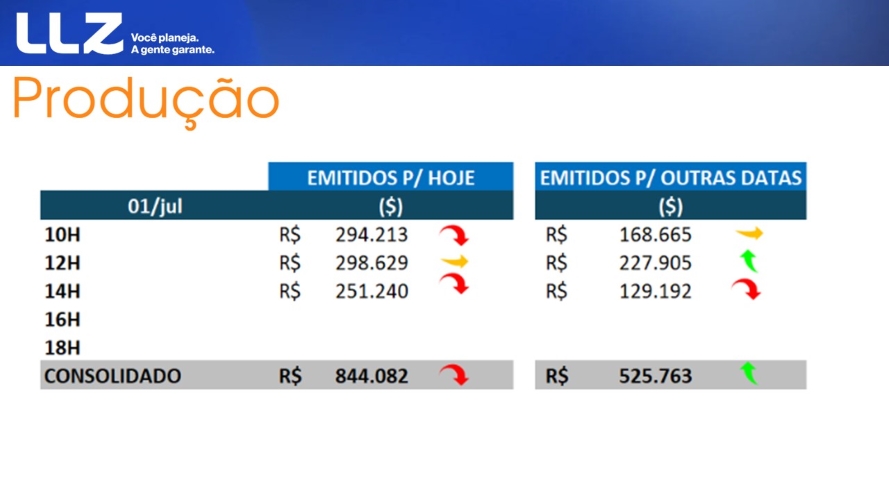 LLZ Você planeja.
A gente garante.
Produção
EMITIDOS P/ HOJE EMITIDOS P/ OUTRAS DATAS
01/jul ($) ($)
10H R$ 294.213 R$ 168.665
12H R$ 298.629 R$ 227.905
14H R$ 251.240 R$ 129.192
16H
18H
CONSOLIDADO R$ 844.082 R$ 525.763